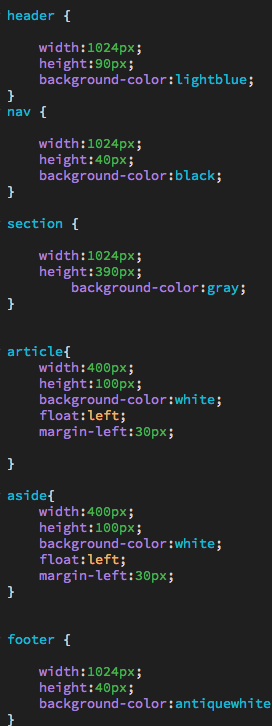 header {
width:1024px;
height:90px;
background-color:lightblue;
}
nav {
width:1024px;
height:40px;
background-color:black;
}
section {
width:1024px;
height:390px;
background-color:gray;
}
article{
width:400px;
height:100px;
background-color:white;
float:left;
margin-left:30px;
}
aside{
width:400px;
height:100px;
background-color:white;
float:left;
margin-left:30px;
}
footer {
width:1024px;
height:40px;
background-color:antiquewhite
}